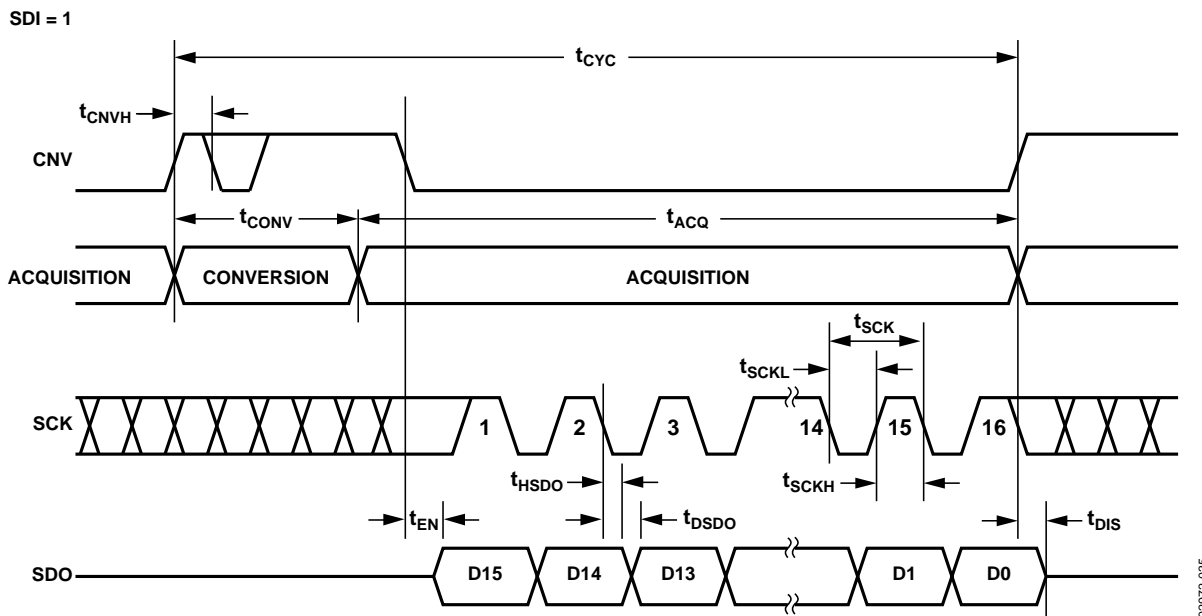 SDI = 1
tCYC
tCNVH
CNV
tCONV
tACQ
ACQUISITION
CONVERSION
ACQUISITION
tSCK
tSCKL
SCK
1
2
3
14
15
16
tHSDO
tSCKH
tEN
tDSDO
tDIS
SDO
D15
D14
D13
D1
D0